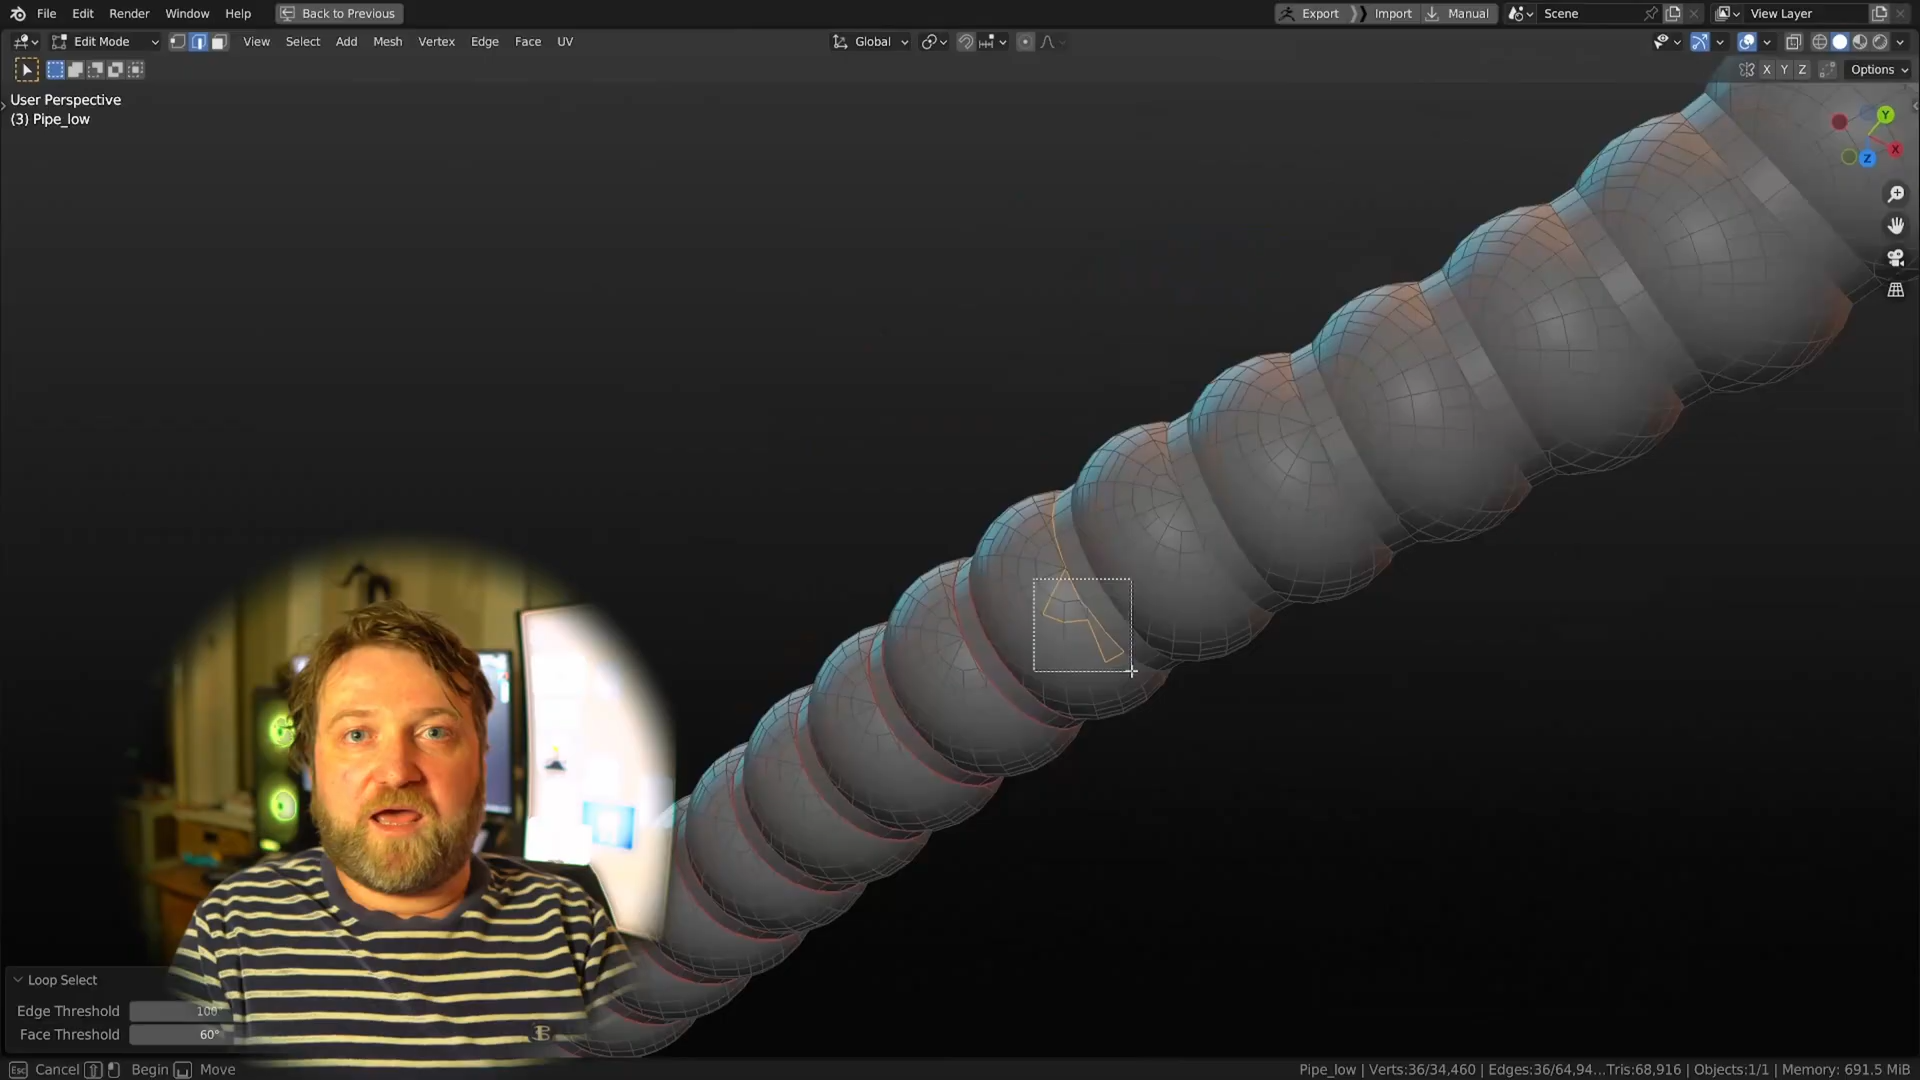 File Edit Render Window Help Back to Previous Export Import Manual Scene View Layer
Edit Mode View Select Add Mesh Vertex Edge Face UV Global
X Y Z Options
User Perspective
(3) Pipe_low
Y
X
Z
Loop Select
Edge Threshold 100°
Face Threshold 60°
Esc Cancel Begin Move Pipe_low | Verts:36/34,460 | Edges:36/64,94...Tris:68,916 | Objects:1/1 | Memory: 691.5 MiB